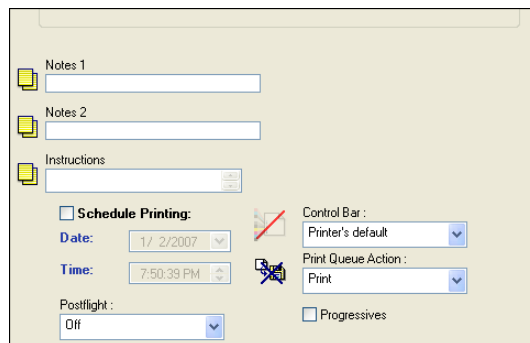 Notes 1
Notes 2
Instructions
Schedule Printing:
Date:
1/ 2/2007
Time:
7:50:39 PM
Postflight :
Off
Control Bar :
Printer's default
Print Queue Action :
Print
Progressives